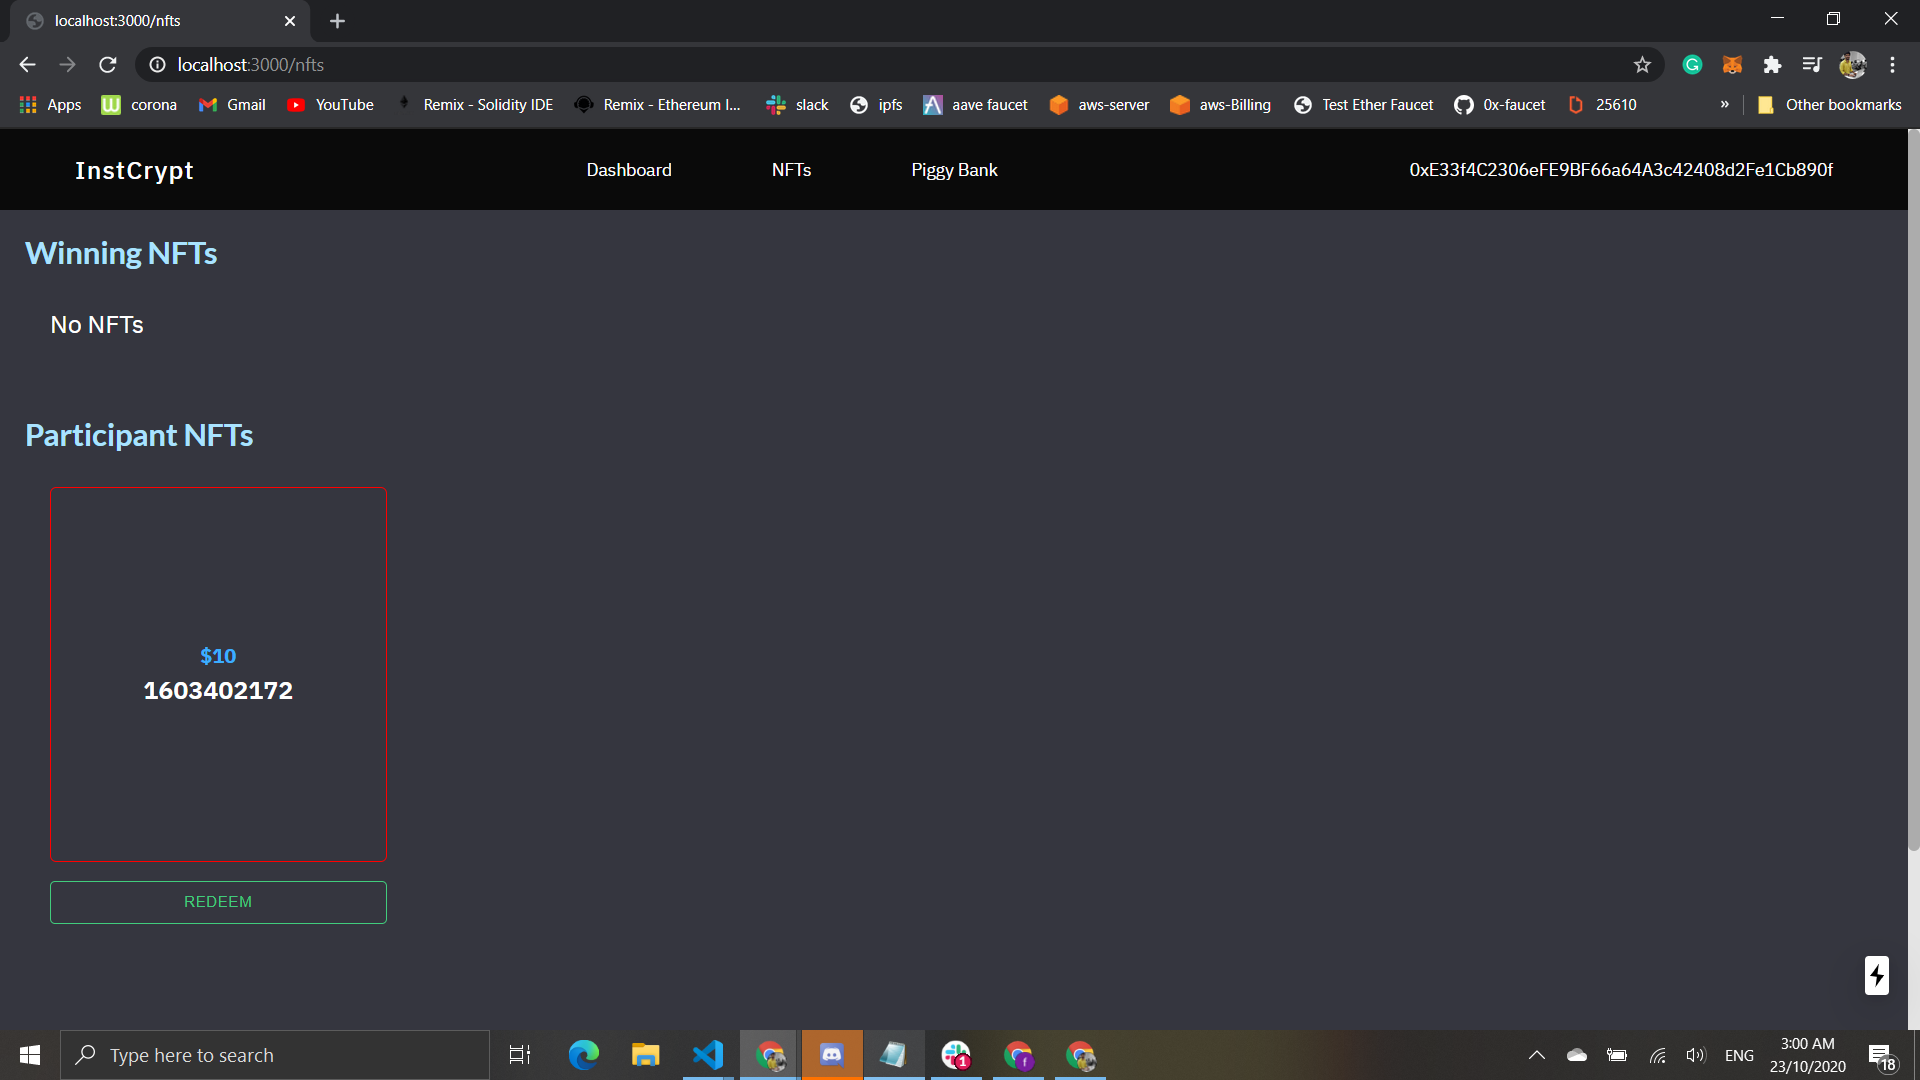 localhost:3000/nfts
localhost:3000/nfts
Apps corona Gmail YouTube Remix - Solidity IDE Remix - Ethereum I... slack ipfs aave faucet aws-server aws-Billing Test Ether Faucet 0x-faucet 25610 » Other bookmarks
InstCrypt Dashboard NFTs Piggy Bank 0xE33f4C2306eFE9BF66a64A3c42408d2Fe1Cb890f
Winning NFTs
No NFTs
Participant NFTs
$10
1603402172
REDEEM
Type here to search
1
f
ENG
3:00 AM
23/10/2020
18